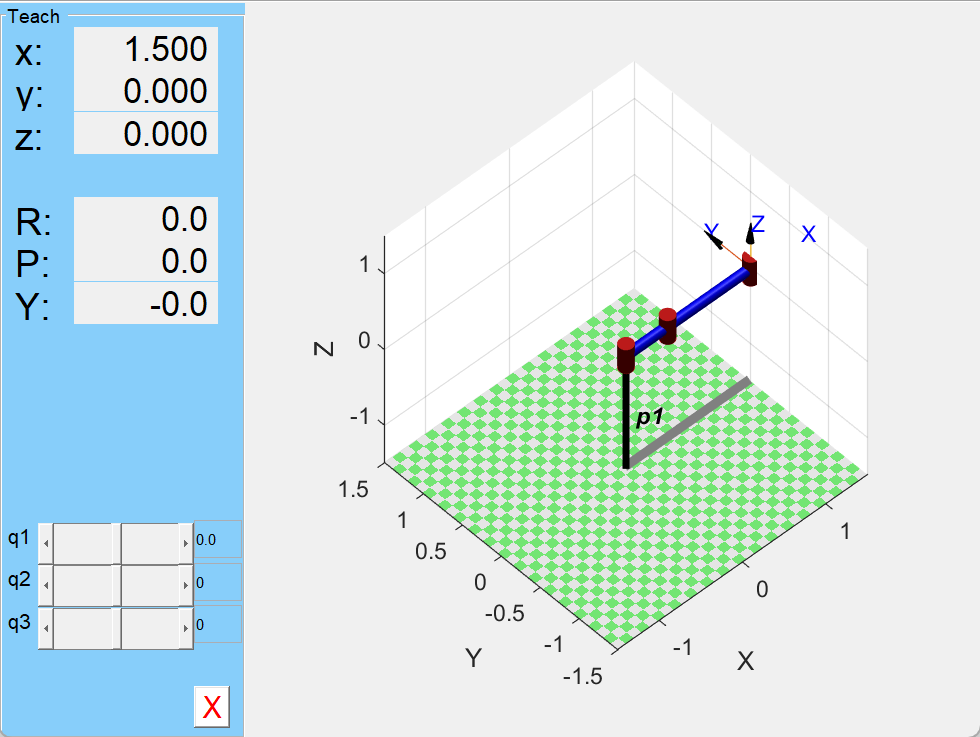 Teach
x: 1.500
y: 0.000
z: 0.000
R: 0.0
P: 0.0
Y: -0.0
q1 0.0
q2 0
q3 0
X
Y Z X
p1
Z
1
0
-1
1.5
1
0.5
0
-0.5
-1
-1.5
Y
-1
0
1
X